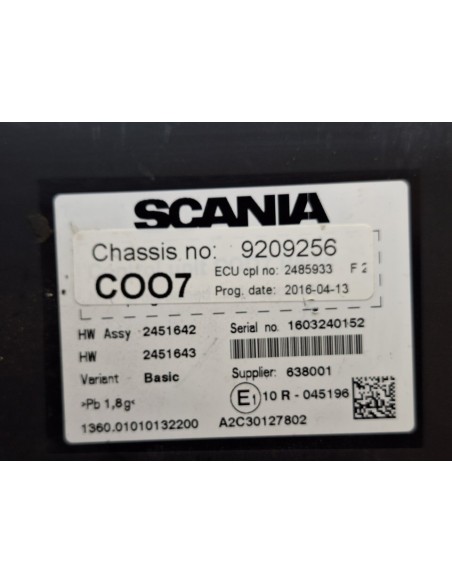 SCANIA
Chassis no: 9209256
COO7 ECU cpl no: 2485933 F 2
Prog. date: 2016-04-13
HW Assy 2451642 Serial no. 1603240152
HW 2451643
Variant Basic Supplier: 638001
>Pb 1,8g< E1 10 R - 045196
1360.01010132200 A2C30127802